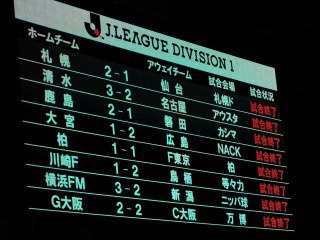 J.LEAGUE DIVISION 1
ホームチーム アウェイチーム 試合会場 試合状況
札幌 2-1 仙台 札幌ド 試合終了
清水 3-2 名古屋 アウスタ 試合終了
鹿島 2-1 磐田 カシマ 試合終了
大宮 1-2 広島 NACK 試合終了
柏 1-1 F東京 柏 試合終了
川崎F 1-2 鳥栖 等々力 試合終了
横浜FM 3-2 新潟 ニッパ球 試合終了
G大阪 2-2 C大阪 万博 試合終了